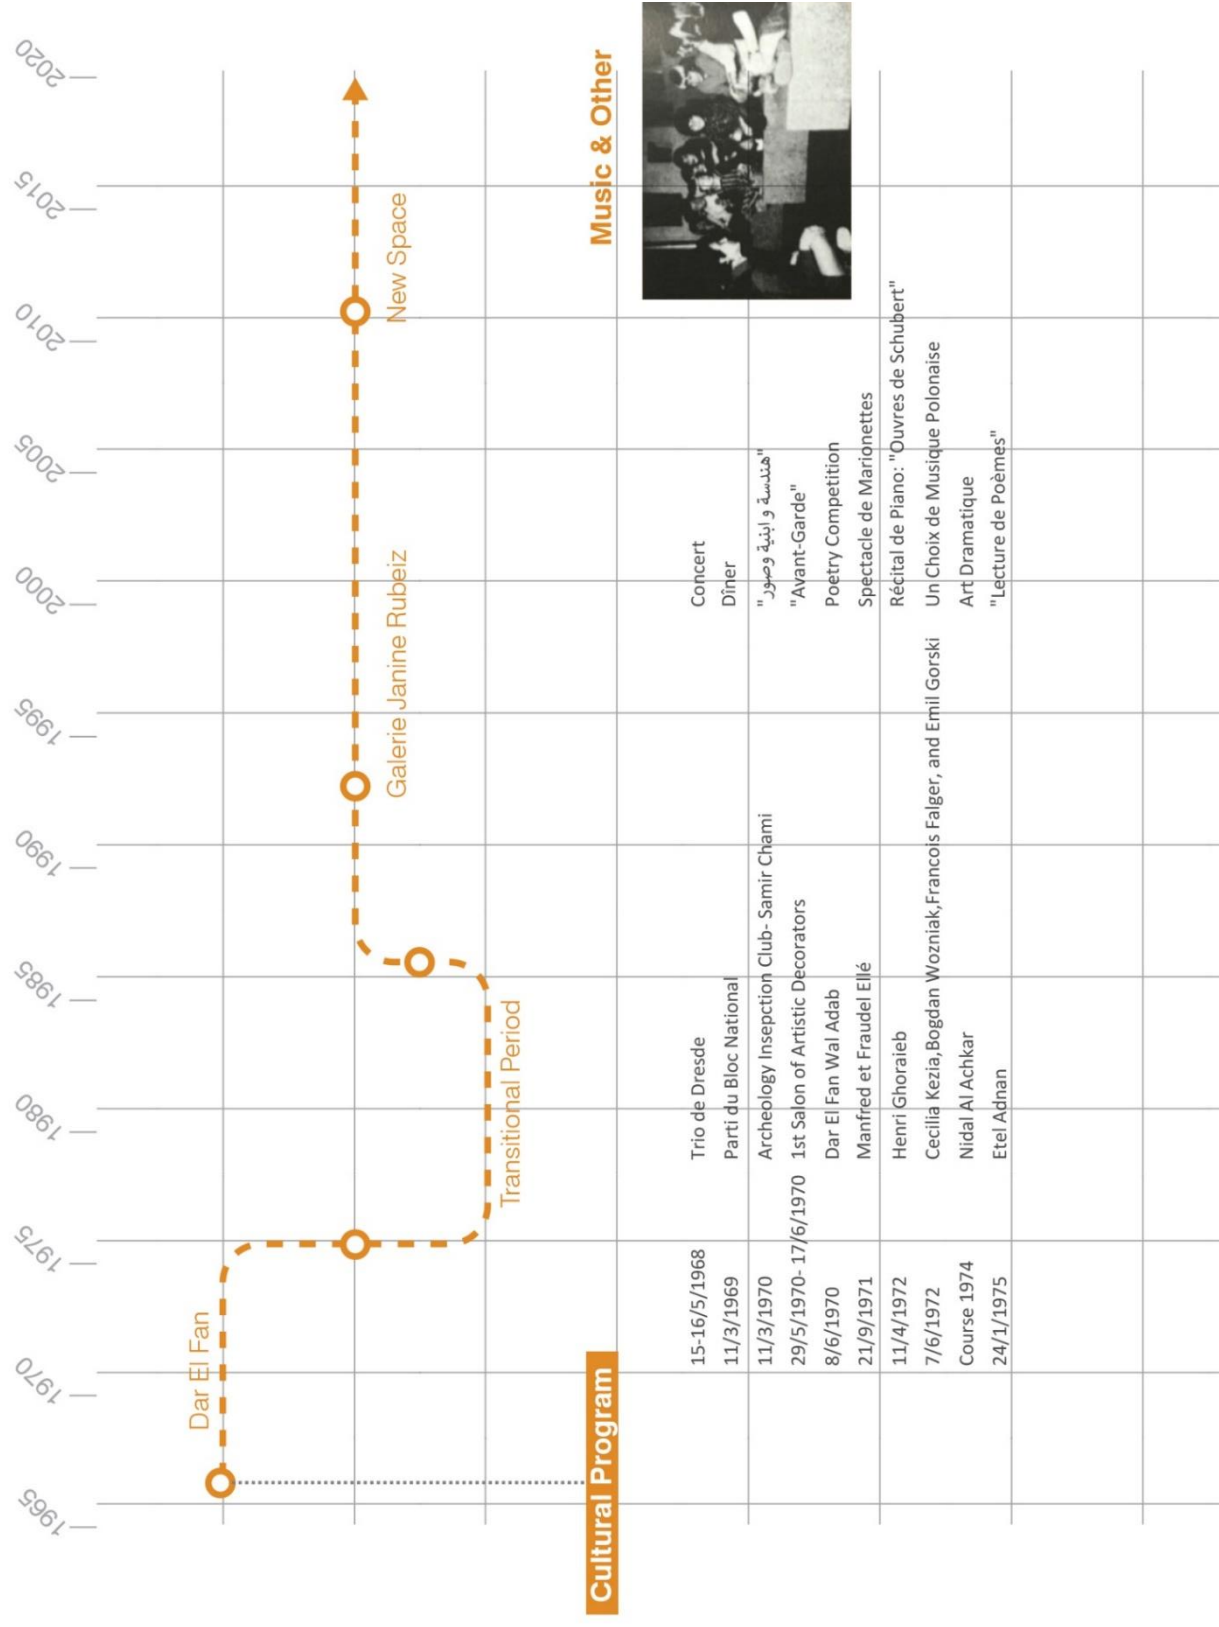 1965
1970
1975
1980
1985
1990
1995
2000
2005
2010
2015
2020
Dar El Fan
Transitional Period
Galerie Janine Rubeiz
New Space
Cultural Program
Music & Other
15-16/5/1968 Trio de Dresde Concert
11/3/1969 Parti du Bloc National Dîner
11/3/1970 Archeology Insepction Club- Samir Chami "هندسة و ابنية وصور"
29/5/1970- 17/6/1970 1st Salon of Artistic Decorators "Avant-Garde"
8/6/1970 Dar El Fan Wal Adab Poetry Competition
21/9/1971 Manfred et Fraudel Ellé Spectacle de Marionettes
11/4/1972 Henri Ghoraieb Récital de Piano: "Ouvres de Schubert"
7/6/1972 Cecilia Kezia,Bogdan Wozniak,Francois Falger, and Emil Gorski Un Choix de Musique Polonaise
Course 1974 Nidal Al Achkar Art Dramatique
24/1/1975 Etel Adnan "Lecture de Poèmes"